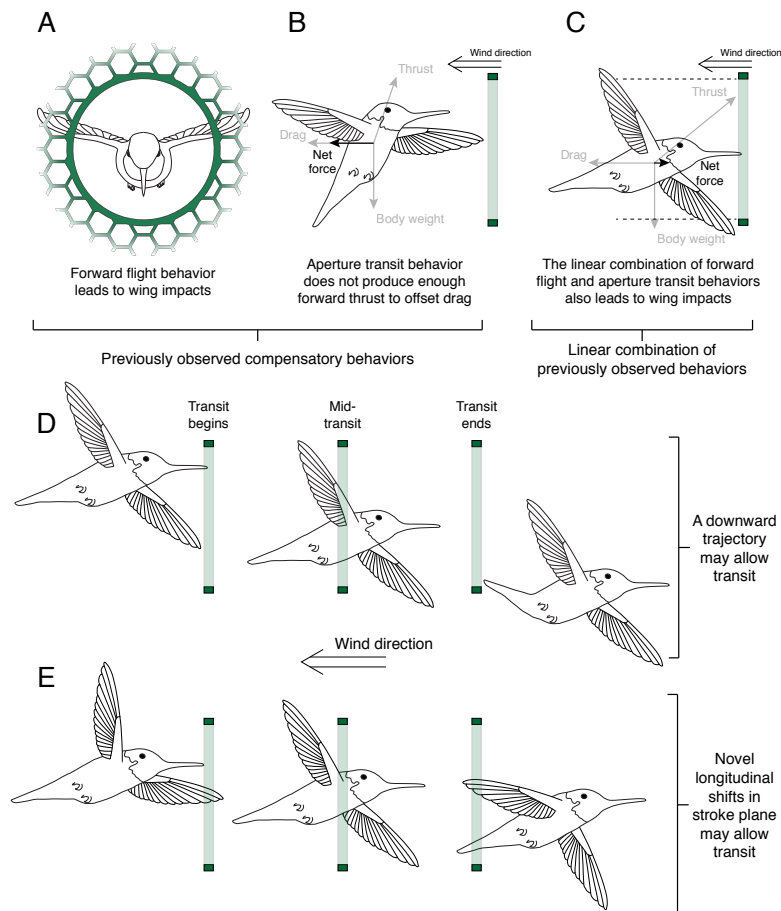 A
B
C
Wind direction
Wind direction
Thrust
Thrust
Drag
Net
force
Drag
Net
force
Body weight
Body weight
Forward flight behavior
leads to wing impacts
Aperture transit behavior
does not produce enough
forward thrust to offset drag
The linear combination of forward
flight and aperture transit behaviors
also leads to wing impacts
Previously observed compensatory behaviors
Linear combination of
previously observed behaviors
D
Transit
begins
Mid-
transit
Transit
ends
A downward
trajectory
may allow
transit
Wind direction
E
Novel
longitudinal
shifts in
stroke plane
may allow
transit